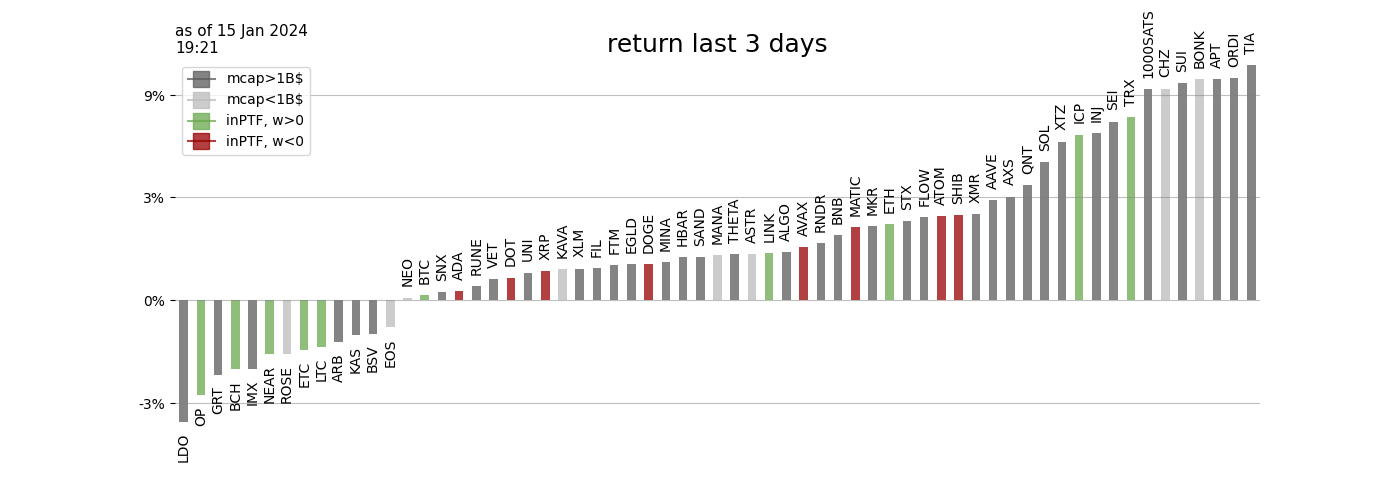 as of 15 Jan 2024
19:21
return last 3 days
mcap>1B$
mcap<1B$
inPTF, w>0
inPTF, w<0
9%
3%
0%
-3%
LDO
OP
GRT
BCH
IMX
NEAR
ROSE
ETC
LTC
ARB
KAS
BSV
EOS
NEO
BTC
SNX
ADA
RUNE
VET
DOT
UNI
XRP
KAVA
XLM
FIL
FTM
EGLD
DOGE
MINA
HBAR
SAND
MANA
THETA
ASTR
LINK
ALGO
AVAX
RNDR
BNB
MATIC
MKR
ETH
STX
FLOW
ATOM
SHIB
XMR
AAVE
AXS
QNT
SOL
XTZ
ICP
INJ
SEI
TRX
1000SATS
CHZ
SUI
BONK
APT
ORDI
TIA